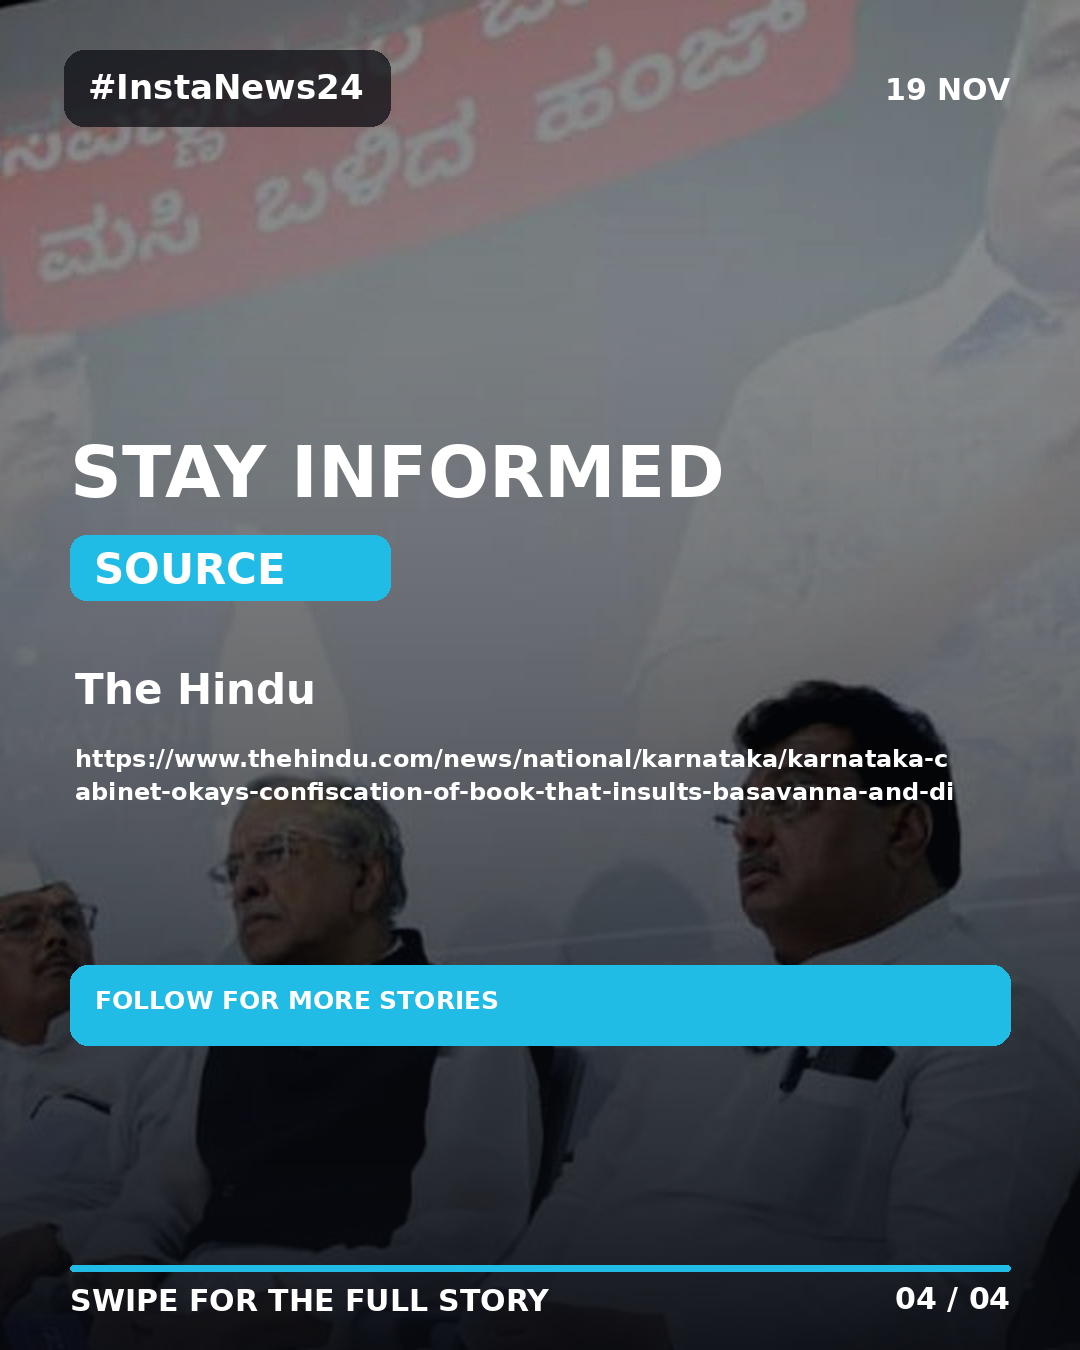 #InstaNews24
19 NOV
ಮಸಿ ಬಳಿದ ಹಂಜ್
STAY INFORMED
SOURCE
The Hindu
https://www.thehindu.com/news/national/karnataka/karnataka-c
abinet-okays-confiscation-of-book-that-insults-basavanna-and-di
FOLLOW FOR MORE STORIES
SWIPE FOR THE FULL STORY
04 / 04